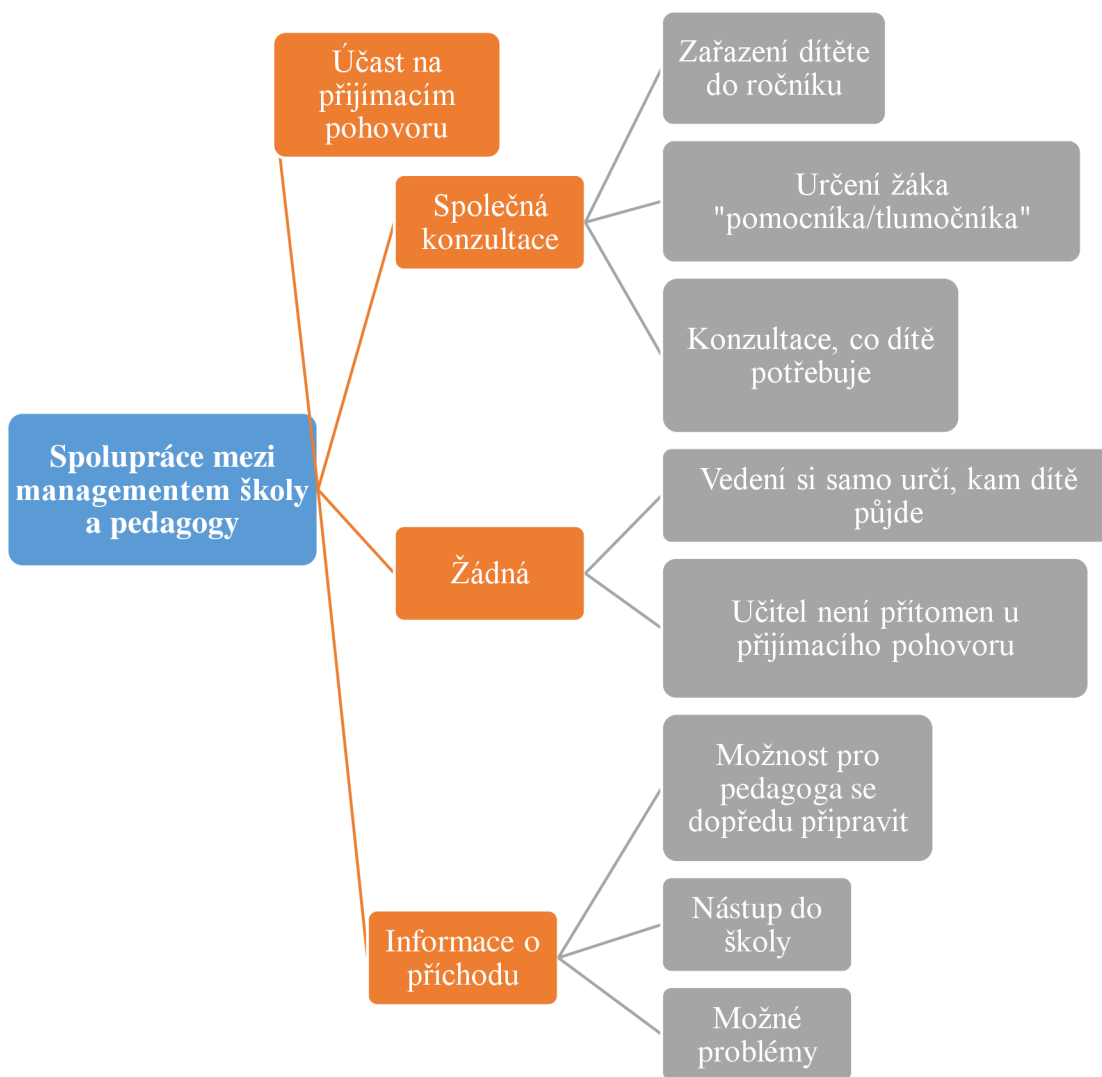 Účast na
přijímacím
pohovoru
Společná
konzultace
Zařazení dítěte
do ročníku
Určení žáka
"pomocníka/tlumočníka"
Konzultace, co dítě
potřebuje
Spolupráce mezi
managementem školy
a pedagogy
Žádná
Vedení si samo určí, kam dítě
půjde
Učitel není přítomen u
přijímacího pohovoru
Informace o
příchodu
Možnost pro
pedagoga se
dopředu připravit
Nástup do
školy
Možné
problémy